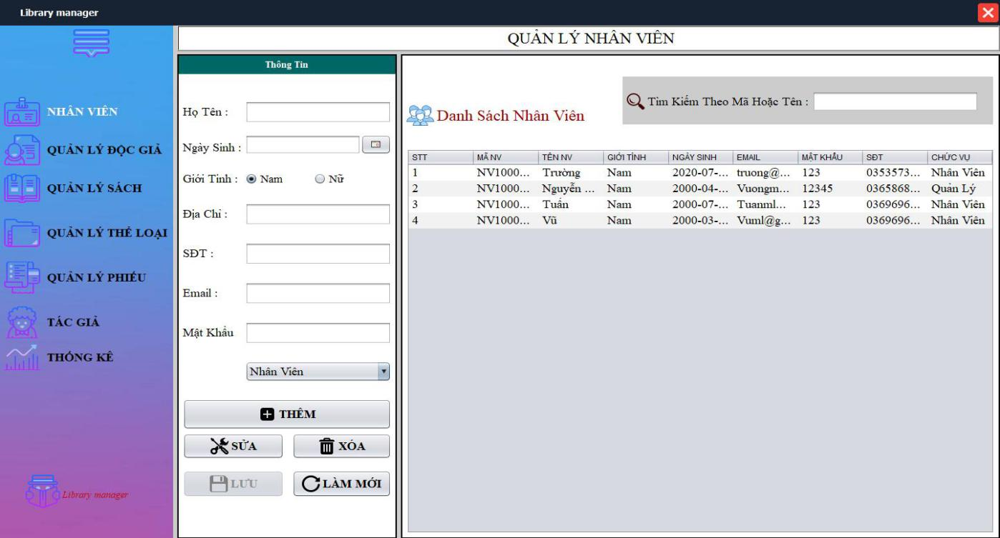 Library manager
QUẢN LÝ NHÂN VIÊN
NHÂN VIÊN
QUẢN LÝ ĐỘC GIẢ
QUẢN LÝ SÁCH
QUẢN LÝ THỂ LOẠI
QUẢN LÝ PHIẾU
TÁC GIẢ
THỐNG KÊ
Library manager
Thông Tin
Họ Tên :
Ngày Sinh :
Giới Tính : Nam Nữ
Địa Chỉ :
SĐT :
Email :
Mật Khẩu
Nhân Viên
THÊM
SỬA XÓA
LƯU LÀM MỚI
Danh Sách Nhân Viên
Tìm Kiếm Theo Mã Hoặc Tên :
STT MÃ NV TÊN NV GIỚI TÍNH NGÀY SINH EMAIL MẬT KHẨU SĐT CHỨC VỤ
1 NV1000... Trường Nam 2020-07-... truong@... 123 0353573... Nhân Viên
2 NV1000... Nguyễn ... Nam 2000-04-... Vuongm... 12345 0365868... Quản Lý
3 NV1000... Tuấn Nam 2000-07-... Tuanml... 123 0369696... Nhân Viên
4 NV1000... Vũ Nam 2000-03-... Vuml@g... 123 0369696... Nhân Viên